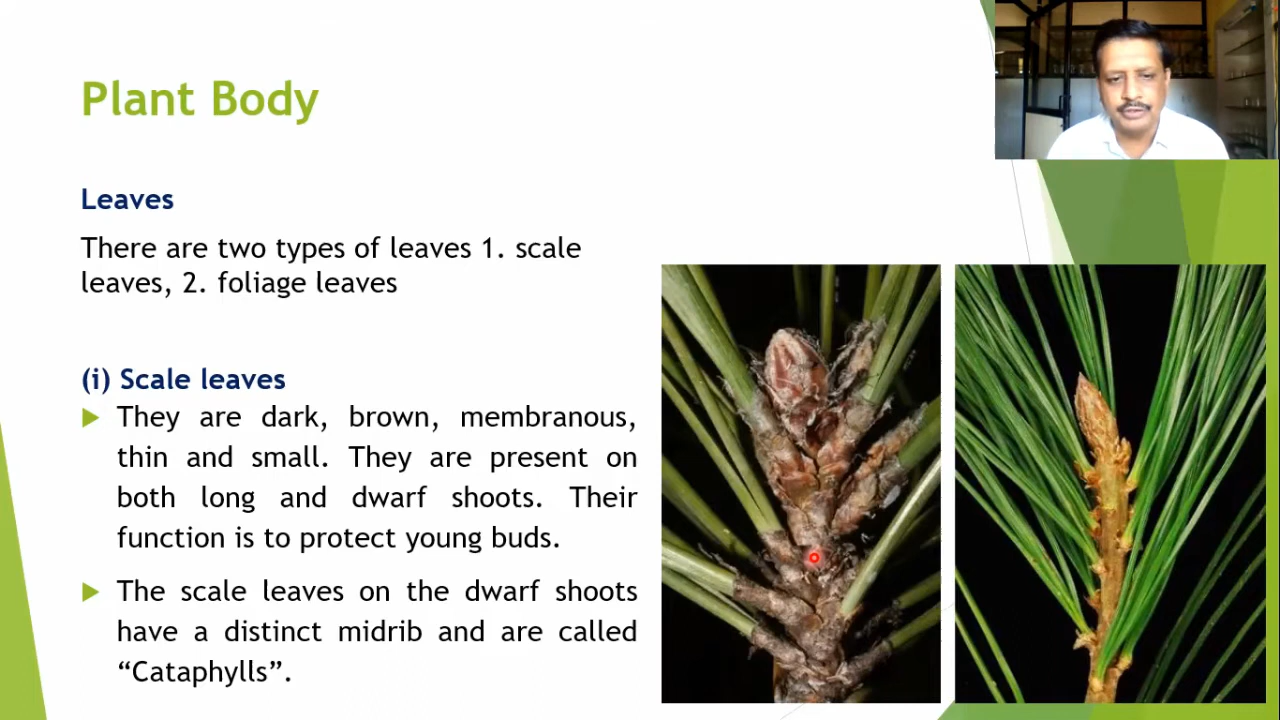 Plant Body
Leaves
There are two types of leaves 1. scale
leaves, 2. foliage leaves
(i) Scale leaves
They are dark, brown, membranous,
thin and small. They are present on
both long and dwarf shoots. Their
function is to protect young buds.
The scale leaves on the dwarf shoots
have a distinct midrib and are called
“Cataphylls”.